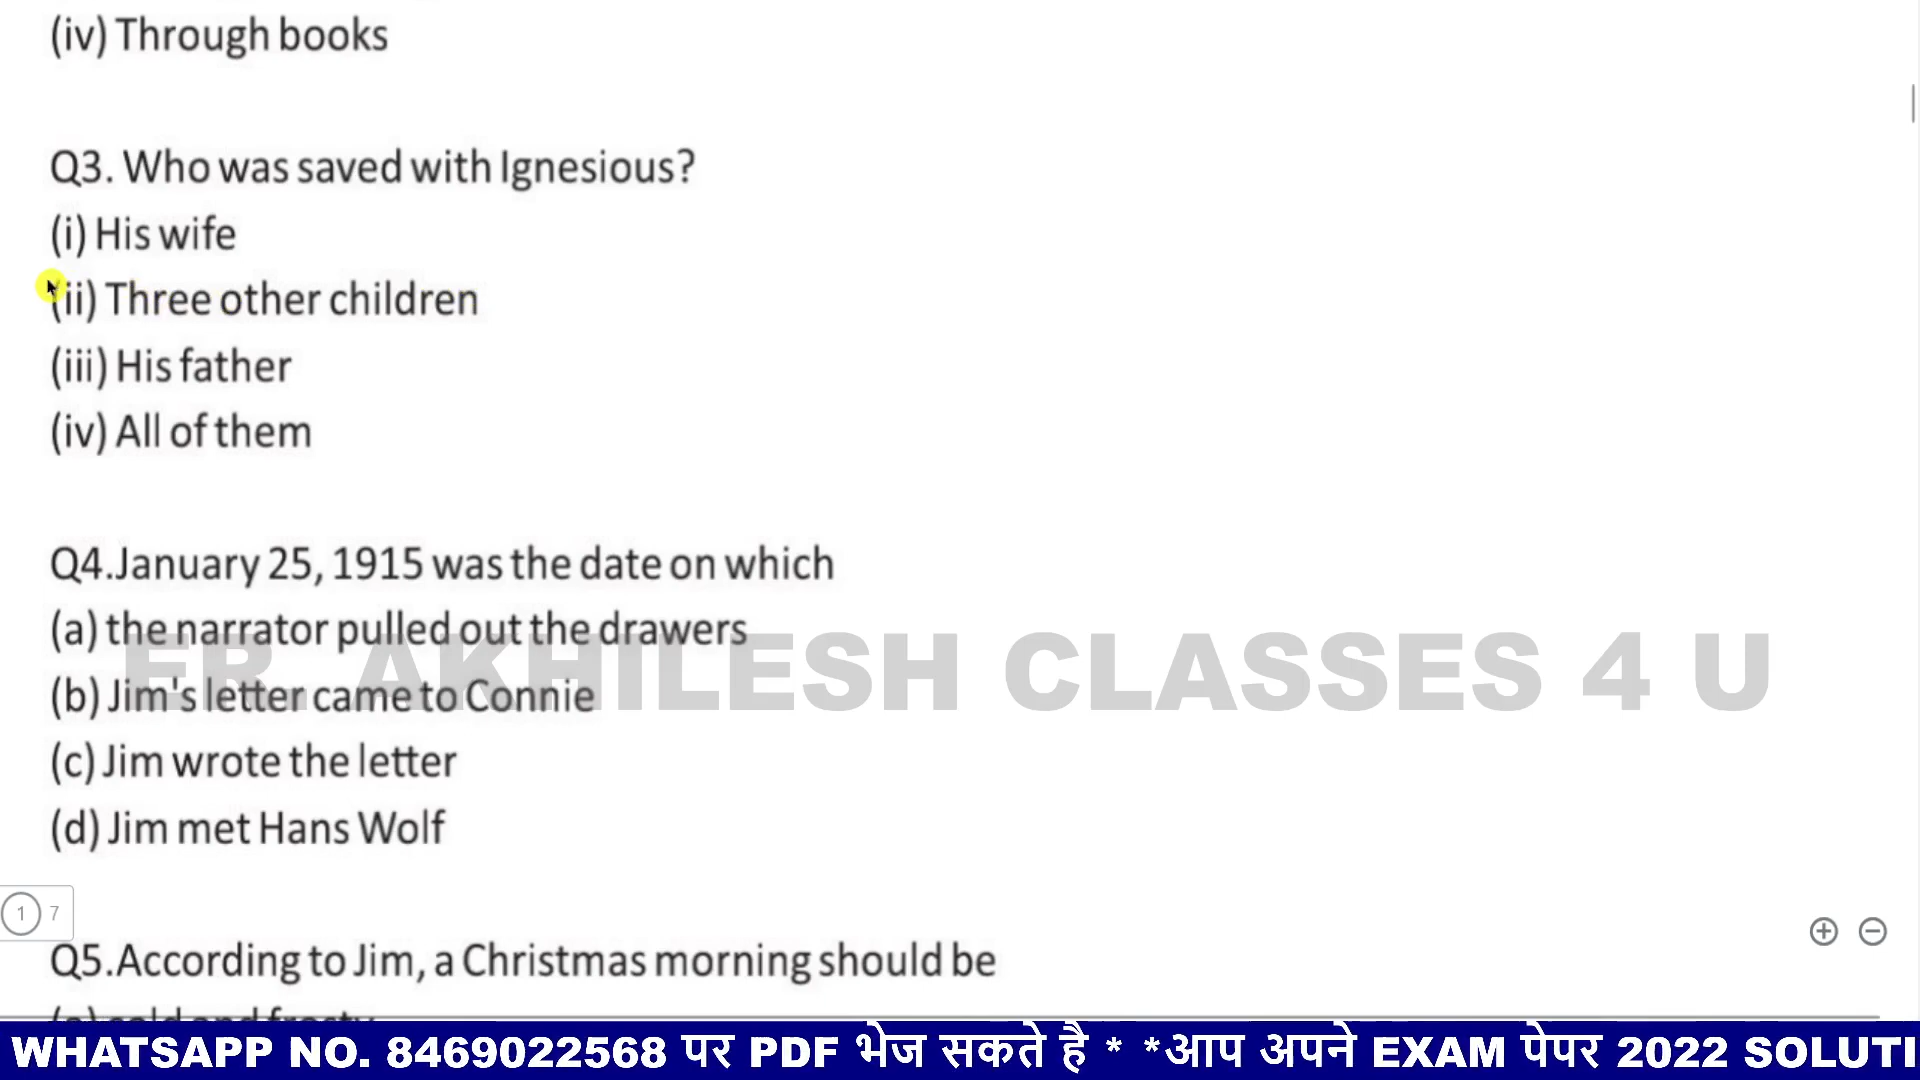 (iv) Through books
Q3. Who was saved with Ignesious?
(i) His wife
(ii) Three other children
(iii) His father
(iv) All of them
Q4.January 25, 1915 was the date on which
(a) the narrator pulled out the drawers
ER. AKHILESH CLASSES 4 U
(b) Jim's letter came to Connie
(c) Jim wrote the letter
(d) Jim met Hans Wolf
1 7
Q5.According to Jim, a Christmas morning should be
(a) cold and frosty
WHATSAPP NO. 8469022568 पर PDF भेज सकते है * *आप अपने EXAM पेपर 2022 SOLUTI